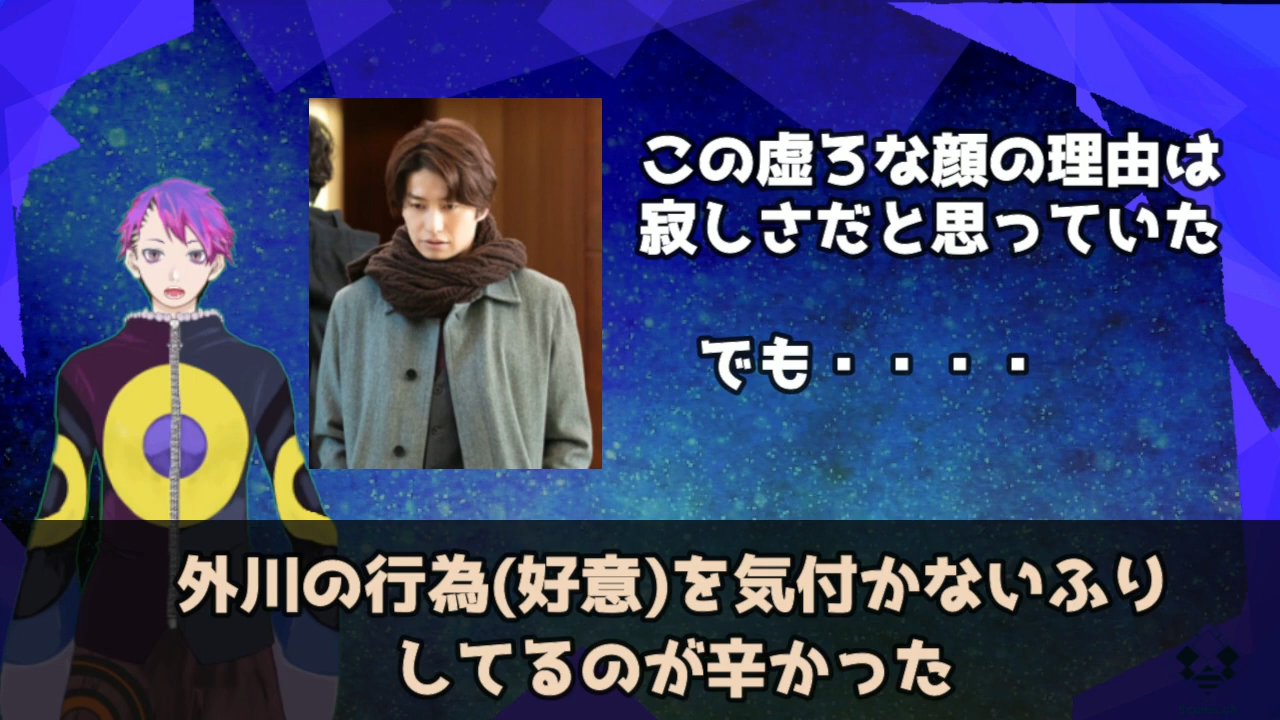 この虚ろな顔の理由は
寂しさだと思っていた
でも・・・・
外川の行為(好意)を気付かないふり
してるのが辛かった